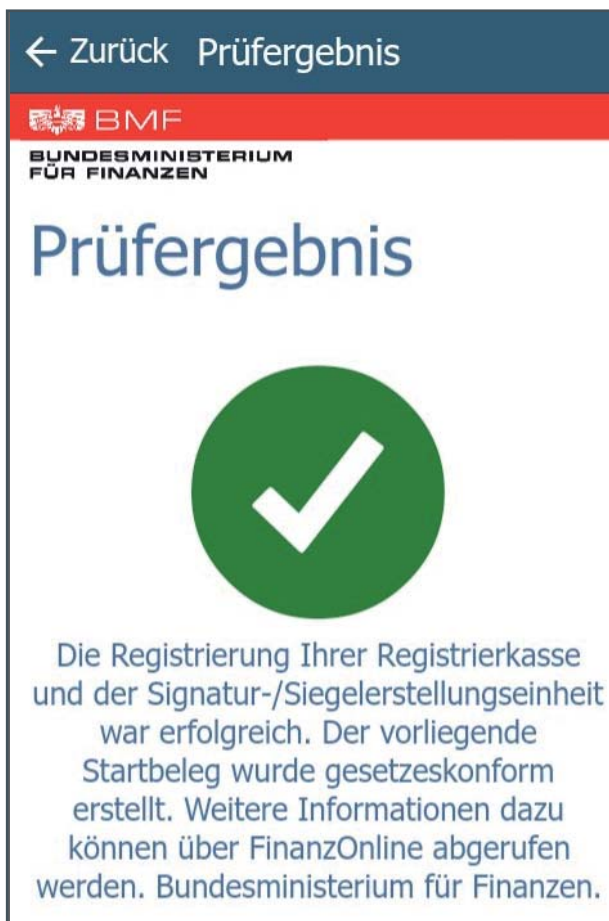 ← Zurück Prüfergebnis
BMF
BUNDESMINISTERIUM
FÜR FINANZEN
Prüfergebnis
Die Registrierung Ihrer Registrierkasse
und der Signatur-/Siegelerstellungseinheit
war erfolgreich. Der vorliegende
Startbeleg wurde gesetzeskonform
erstellt. Weitere Informationen dazu
können über FinanzOnline abgerufen
werden. Bundesministerium für Finanzen.